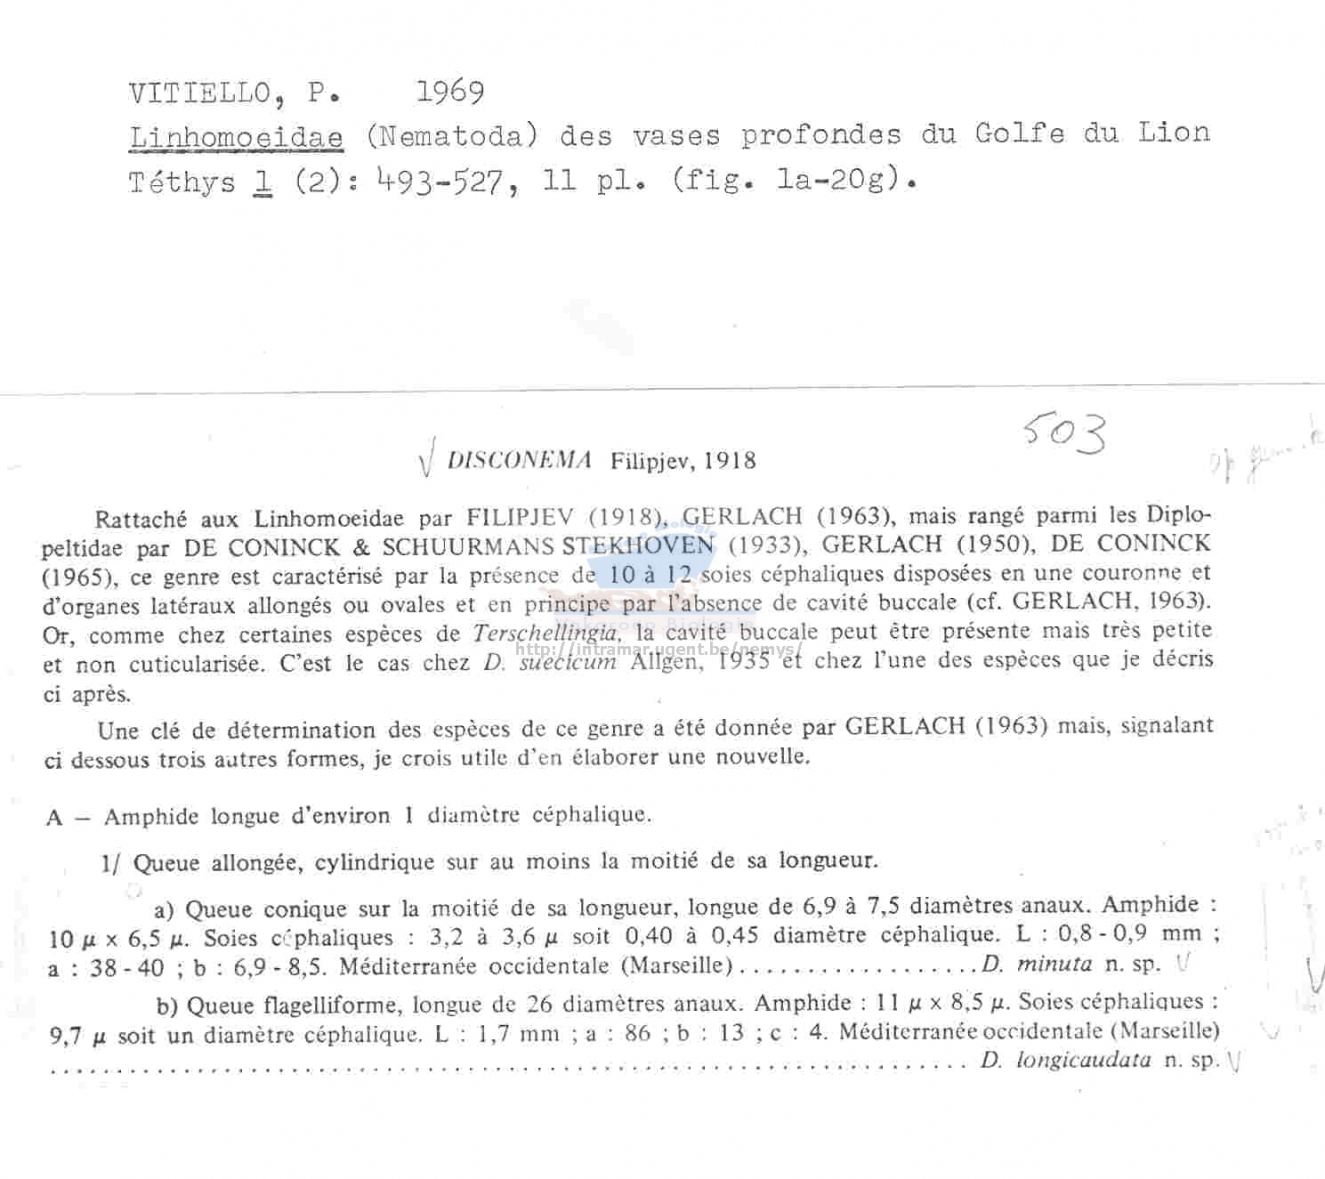 VITIELLO, P. 1969
Linhomoeidae (Nematoda) des vases profondes du Golfe du Lion
Téthys 1 (2): 493-527, 11 pl. (fig. 1a-20g).
503
√ DISCONEMA Filipjev, 1918
Rattaché aux Linhomoeidae par FILIPJEV (1918), GERLACH (1963), mais rangé parmi les Diplo-
peltidae par DE CONINCK & SCHUURMANS STEKHOVEN (1933), GERLACH (1950), DE CONINCK
(1965), ce genre est caractérisé par la présence de 10 à 12 soies céphaliques disposées en une couronne et
d'organes latéraux allongés ou ovales et en principe par l'absence de cavité buccale (cf. GERLACH, 1963).
Or, comme chez certaines espèces de Terschellingia, la cavité buccale peut être présente mais très petite
http://intramar.ugent.be/nemys/
et non cuticularisée. C'est le cas chez D. suecicum Allgen, 1935 et chez l'une des espèces que je décris
ci après.
Une clé de détermination des espèces de ce genre a été donnée par GERLACH (1963) mais, signalant
ci dessous trois autres formes, je crois utile d'en élaborer une nouvelle.
A — Amphide longue d'environ 1 diamètre céphalique.
1/ Queue allongée, cylindrique sur au moins la moitié de sa longueur.
a) Queue conique sur la moitié de sa longueur, longue de 6,9 à 7,5 diamètres anaux. Amphide :
10 μ x 6,5 μ. Soies céphaliques : 3,2 à 3,6 μ soit 0,40 à 0,45 diamètre céphalique. L : 0,8 - 0,9 mm ;
a : 38 - 40 ; b : 6,9 - 8,5. Méditerranée occidentale (Marseille) . . . . . . . . . . . . . . . . . . D. minuta n. sp. √
b) Queue flagelliforme, longue de 26 diamètres anaux. Amphide : 11 μ x 8,5 μ. Soies céphaliques :
9,7 μ soit un diamètre céphalique. L : 1,7 mm ; a : 86 ; b : 13 ; c : 4. Méditerranée occidentale (Marseille)
. . . . . . . . . . . . . . . . . . . . . . . . . . . . . . . . . . . . . . . . . . . . . . . . . . . . . . . . . . . . . . . . . . . . . D. longicaudata n. sp. √